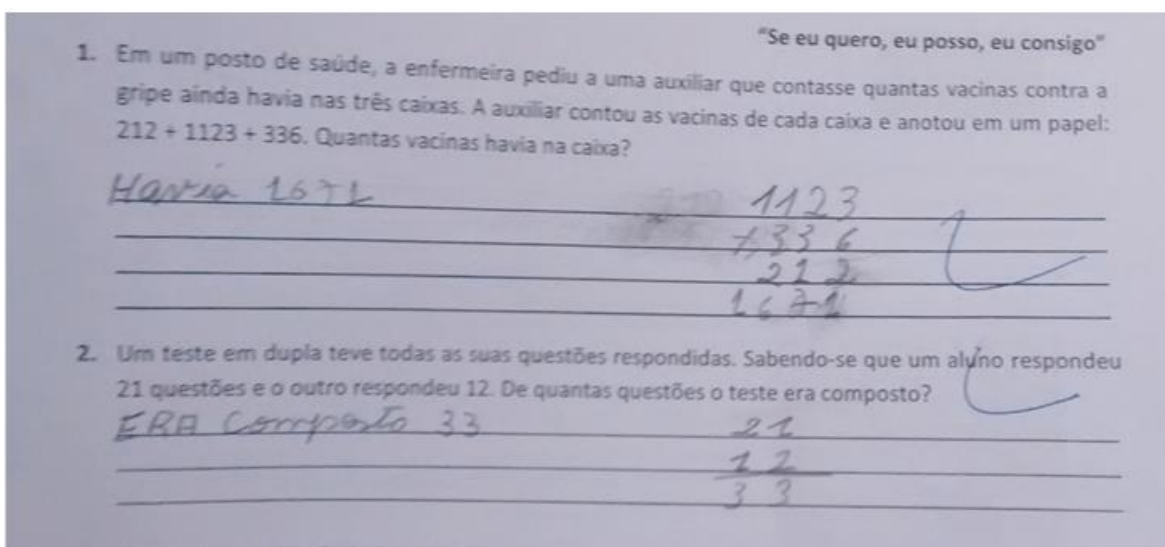 "Se eu quero, eu posso, eu consigo"
1. Em um posto de saúde, a enfermeira pediu a uma auxiliar que contasse quantas vacinas contra a
gripe ainda havia nas três caixas. A auxiliar contou as vacinas de cada caixa e anotou em um papel:
212 + 1123 + 336. Quantas vacinas havia na caixa?
Havia 1671
1123
+336
212
1671
2. Um teste em dupla teve todas as suas questões respondidas. Sabendo-se que um aluno respondeu
21 questões e o outro respondeu 12. De quantas questões o teste era composto?
ERA Composto 33
21
12
33